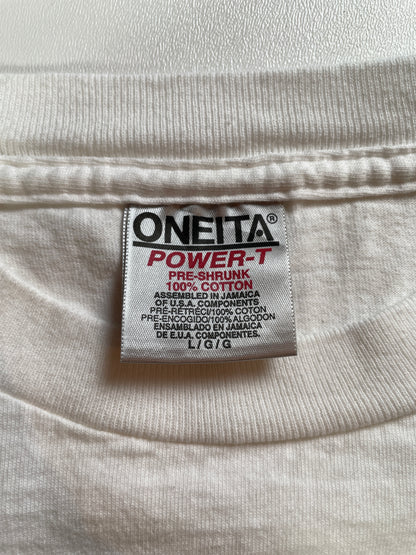 ONEITA®
POWER-T
PRE-SHRUNK
100% COTTON
ASSEMBLED IN JAMAICA
OF U.S.A. COMPONENTS
PRÉ-RÉTRÉCI/100% COTON
PRE-ENCOGIDO/100% ALGODON
ENSAMBLADO EN JAMAICA
DE E.U.A. COMPONENTES.
L/G/G